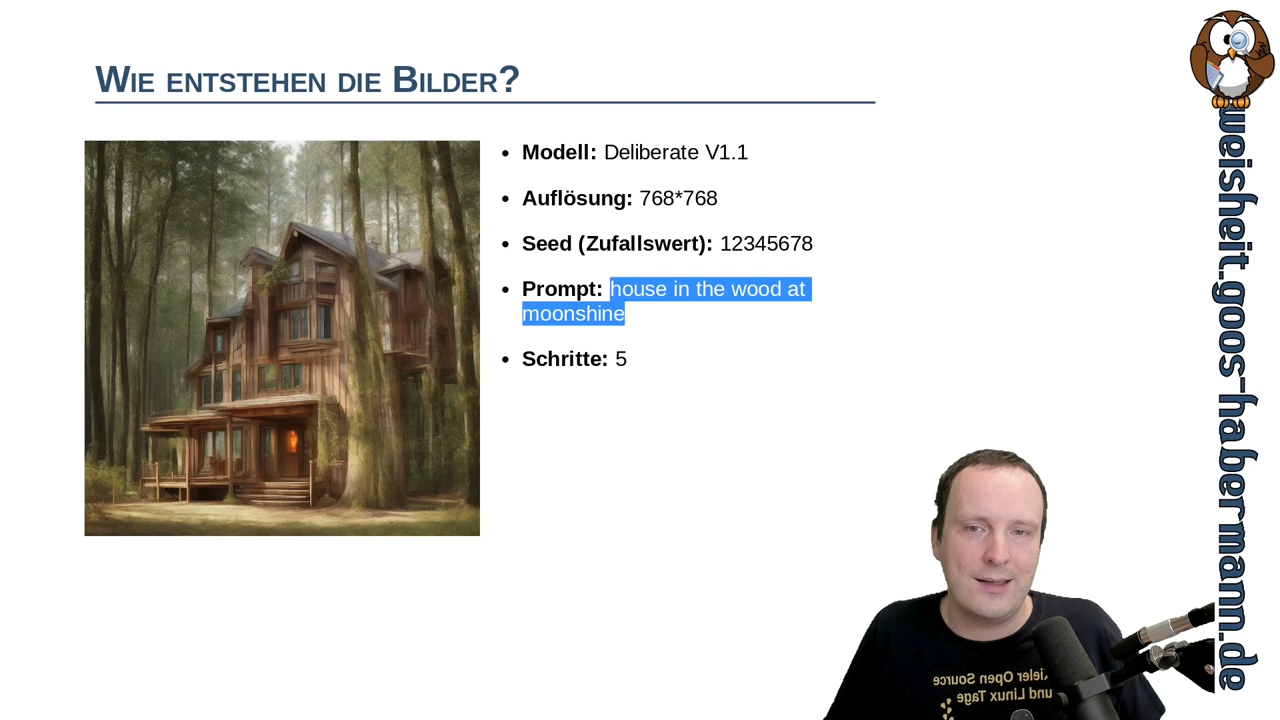 Wie entstehen die Bilder?
• Modell: Deliberate V1.1
• Auflösung: 768*768
• Seed (Zufallswert): 12345678
• Prompt: house in the wood at
moonshine
• Schritte: 5
weisheit.goos-habermann.de
Kieler Open Source
und Linux Tage